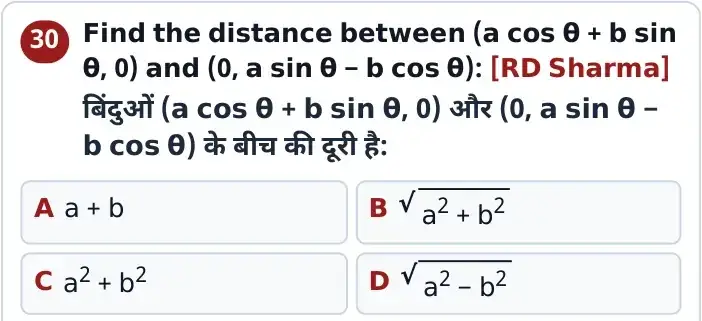 30 Find the distance between (a cos θ + b sin
θ, 0) and (0, a sin θ – b cos θ): [RD Sharma]
बिंदुओं (a cos θ + b sin θ, 0) और (0, a sin θ –
b cos θ) के बीच की दूरी है:
A a + b
B √a² + b²
C a² + b²
D √a² – b²